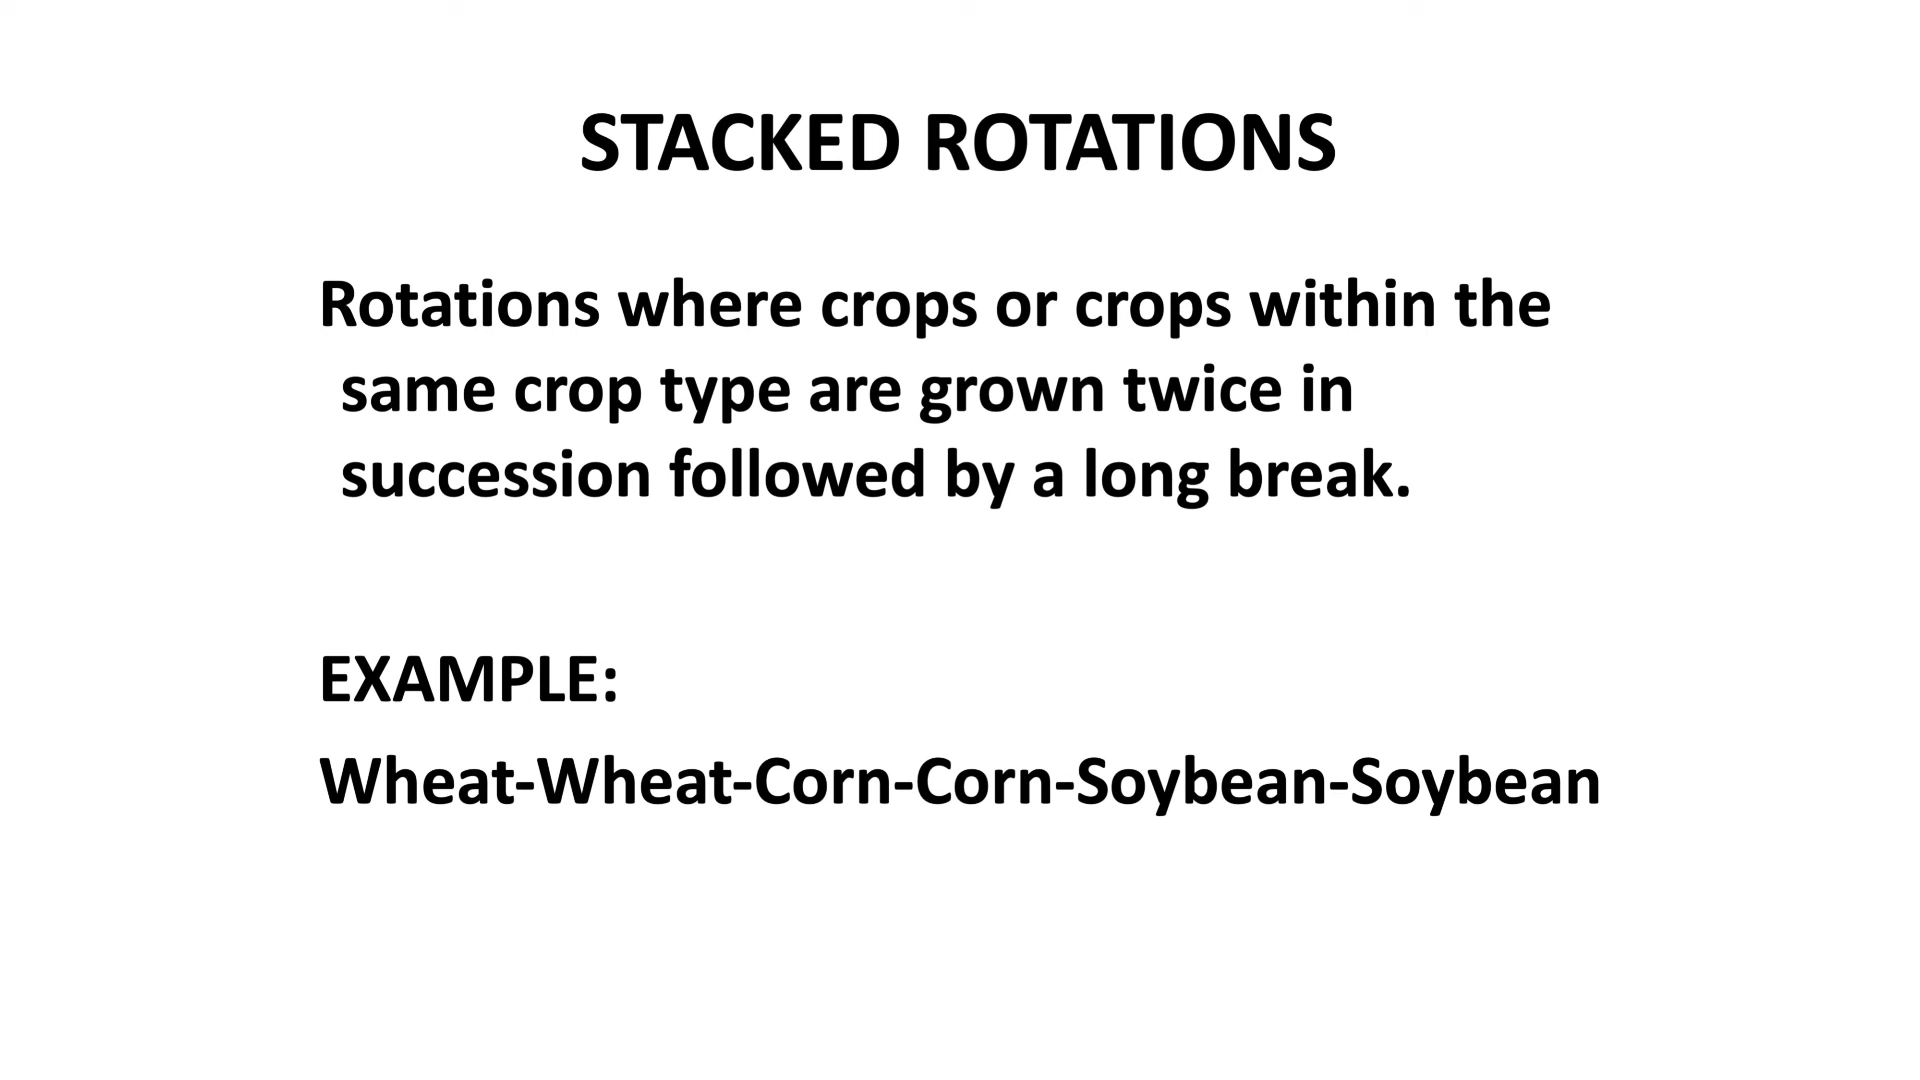 STACKED ROTATIONS
Rotations where crops or crops within the
same crop type are grown twice in
succession followed by a long break.
EXAMPLE:
Wheat-Wheat-Corn-Corn-Soybean-Soybean